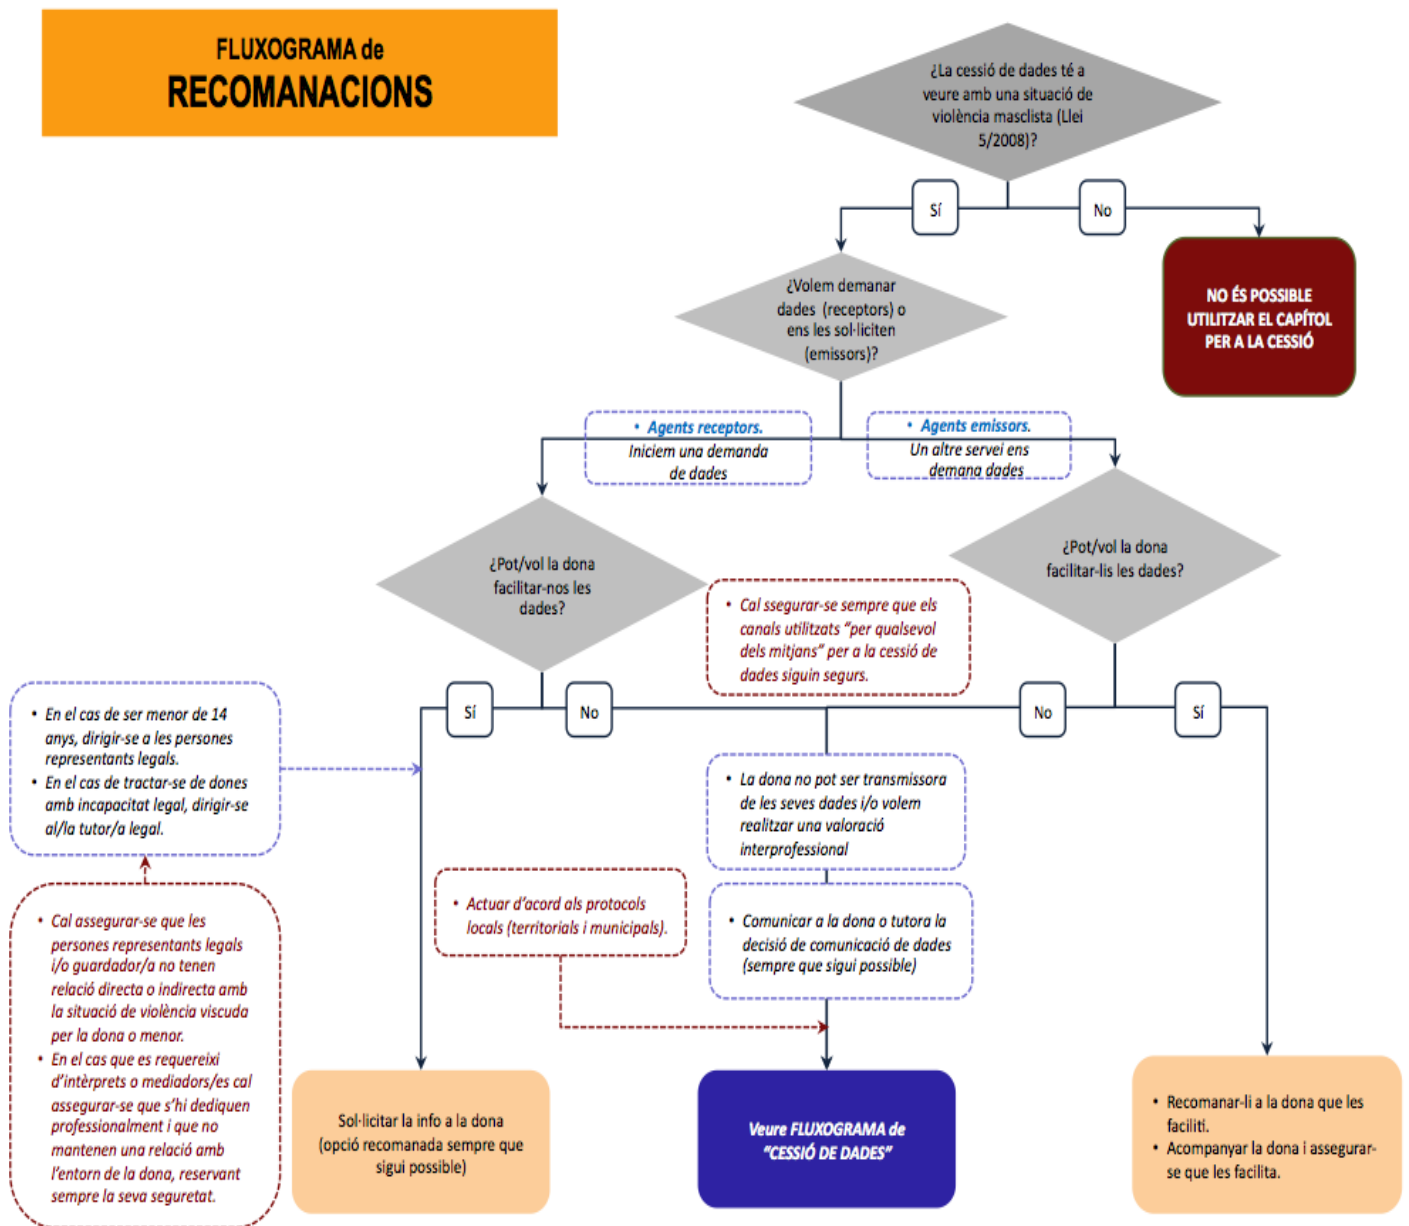 FLUXOGRAMA de
RECOMANACIONS
¿La cessió de dades té a
veure amb una situació de
violència masclista (Llei
5/2008)?
Sí
No
NO ÉS POSSIBLE
UTILITZAR EL CAPÍTOL
PER A LA CESSIÓ
¿Volem demanar
dades (receptors) o
ens les sol·liciten
(emissors)?
• Agents receptors.
Iniciem una demanda
de dades
• Agents emissors.
Un altre servei ens
demana dades
¿Pot/vol la dona
facilitar-nos les
dades?
¿Pot/vol la dona
facilitar-lis les dades?
• Cal ssegurar-se sempre que els
canals utilitzats "per qualsevol
dels mitjans" per a la cessió de
dades siguin segurs.
Sí
No
No
Sí
• En el cas de ser menor de 14
anys, dirigir-se a les persones
representants legals.
• En el cas de tractar-se de dones
amb incapacitat legal, dirigir-se
al/la tutor/a legal.
• La dona no pot ser transmissora
de les seves dades i/o volem
realitzar una valoració
interprofessional
• Actuar d'acord als protocols
locals (territorials i municipals).
• Comunicar a la dona o tutora la
decisió de comunicació de dades
(sempre que sigui possible)
• Cal assegurar-se que les
persones representants legals
i/o guardador/a no tenen
relació directa o indirecta amb
la situació de violència viscuda
per la dona o menor.
• En el cas que es requereixi
d'intèrprets o mediadors/es cal
assegurar-se que s'hi dediquen
professionalment i que no
mantenen una relació amb
l'entorn de la dona, reservant
sempre la seva seguretat.
Sol·licitar la info a la dona
(opció recomanada sempre que
sigui possible)
Veure FLUXOGRAMA de
"CESSIÓ DE DADES"
• Recomanar-li a la dona que les
faciliti.
• Acompanyar la dona i assegurar-
se que les facilita.